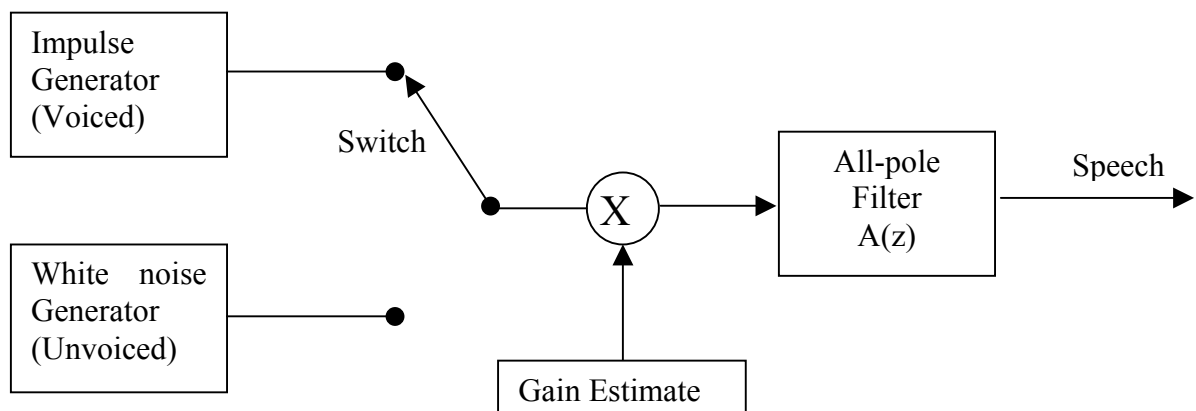 Impulse
Generator
(Voiced)
Switch
White noise
Generator
(Unvoiced)
X
Gain Estimate
All-pole
Filter
A(z)
Speech